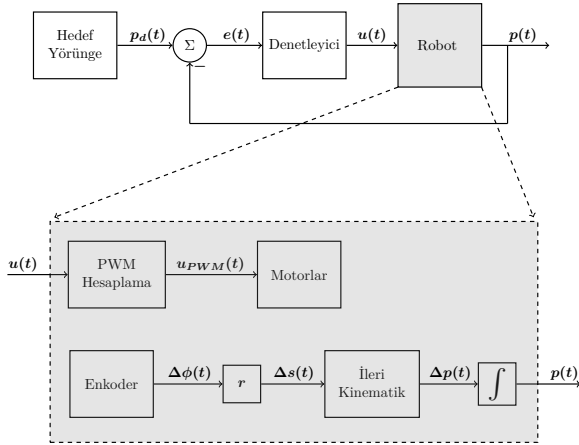 Hedef
Yörünge
p_d(t)
Σ
−
e(t)
Denetleyici
u(t)
Robot
p(t)
u(t)
PWM
Hesaplama
u_PWM(t)
Motorlar
Enkoder
Δϕ(t)
r
Δs(t)
İleri
Kinematik
Δp(t)
∫
p(t)